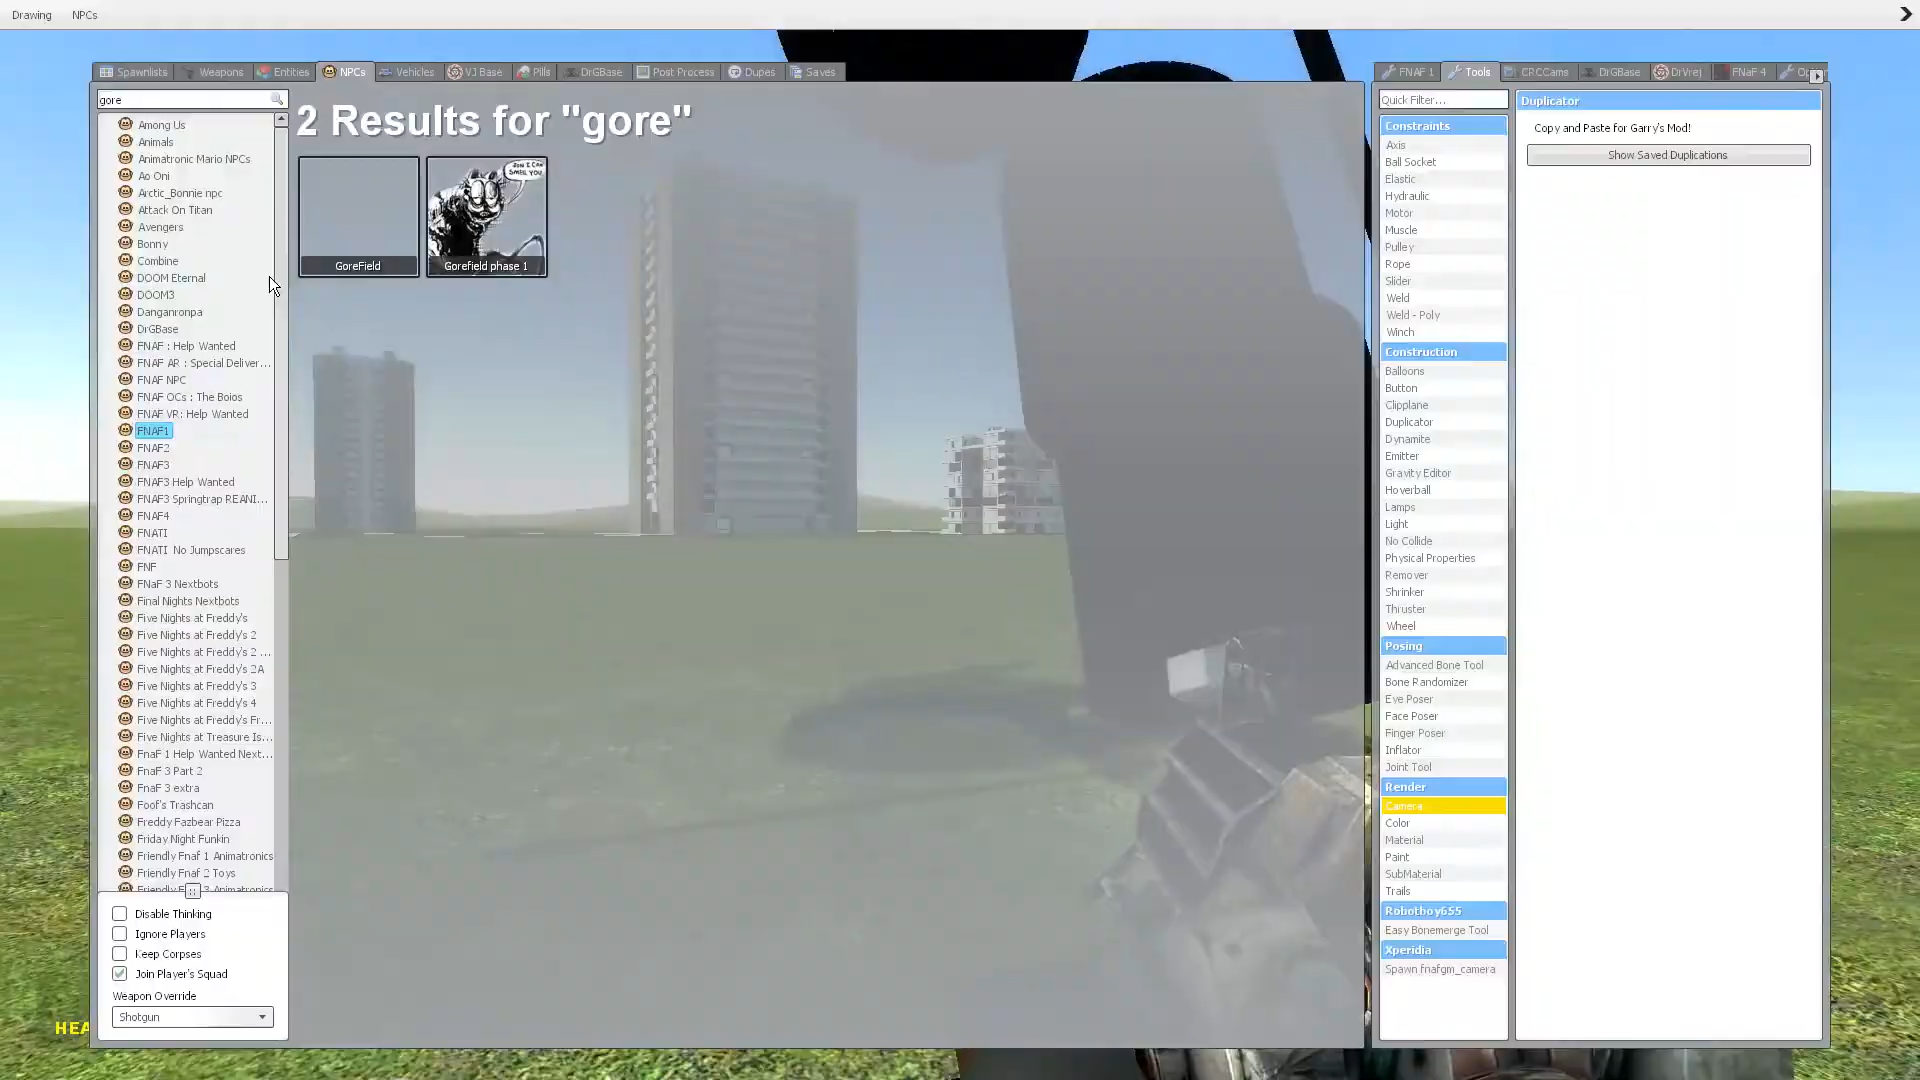 Drawing NPCs
Spawnlists Weapons Entities NPCs Vehicles VJ Base Pills DrGBase Post Process Dupes Saves
FNAF 1 Tools CRCCams DrGBase DrVrej FNaF 4
gore
2 Results for "gore"
Among Us
Animals
Animatronic Mario NPCs
Ao Oni
Arctic_Bonnie npc
Attack On Titan
Avengers
Bonny
Combine
DOOM Eternal
DOOM3
Danganronpa
DrGBase
FNAF : Help Wanted
FNAF AR : Special Deliver...
FNAF NPC
FNAF OCs : The Boios
FNAF VR: Help Wanted
FNAF1
FNAF2
FNAF3
FNAF3 Help Wanted
FNAF3 Springtrap REANI...
FNAF4
FNATI
FNATI No Jumpscares
FNF
FNaF 3 Nextbots
Final Nights Nextbots
Five Nights at Freddy's
Five Nights at Freddy's 2
Five Nights at Freddy's 2 ...
Five Nights at Freddy's 2A
Five Nights at Freddy's 3
Five Nights at Freddy's 4
Five Nights at Freddy's Fr...
Five Nights at Treasure Is...
FnaF 1 Help Wanted Next...
FnaF 3 Part 2
FnaF 3 extra
Foof's Trashcan
Freddy Fazbear Pizza
Friday Night Funkin
Friendly Fnaf 1 Animatronics
Friendly Fnaf 2 Toys
Disable Thinking
Ignore Players
Keep Corpses
Join Player's Squad
Weapon Override
Shotgun
HEA
JON I CAN
SMELL YOU
GoreField
Gorefield phase 1
Quick Filter...
Constraints
Axis
Ball Socket
Elastic
Hydraulic
Motor
Muscle
Pulley
Rope
Slider
Weld
Weld - Poly
Winch
Construction
Balloons
Button
Clipplane
Duplicator
Dynamite
Emitter
Gravity Editor
Hoverball
Lamps
Light
No Collide
Physical Properties
Remover
Shrinker
Thruster
Wheel
Posing
Advanced Bone Tool
Bone Randomizer
Eye Poser
Face Poser
Finger Poser
Inflator
Joint Tool
Render
Camera
Color
Material
Paint
SubMaterial
Trails
Robotboy655
Easy Bonemerge Tool
Xperidia
Spawn fnafgm_camera
Duplicator
Copy and Paste for Garry's Mod!
Show Saved Duplications